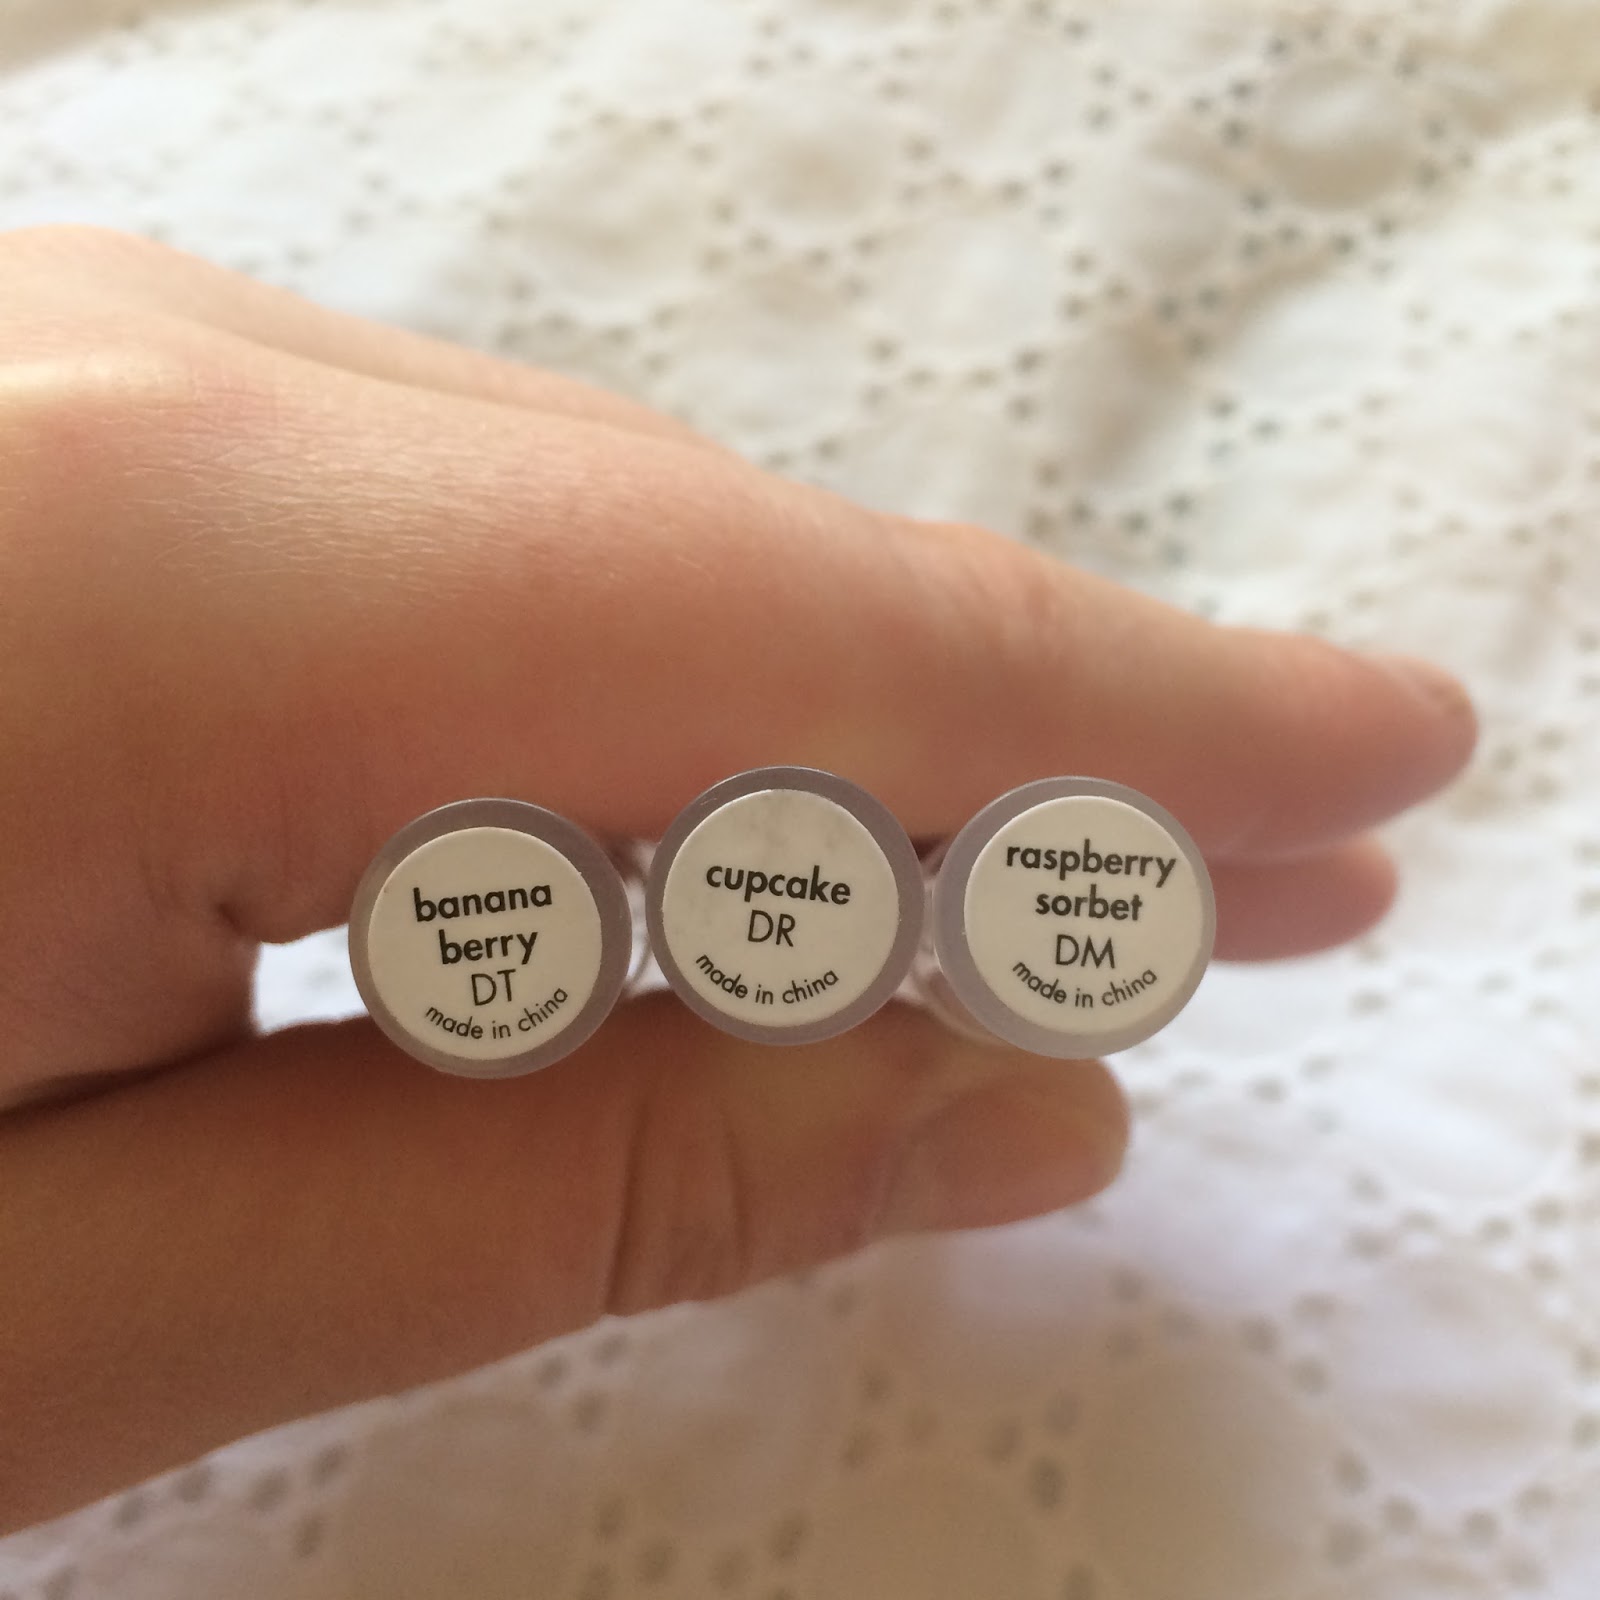 banana
berry
DT
made in china
cupcake
DR
made in china
raspberry
sorbet
DM
made in china